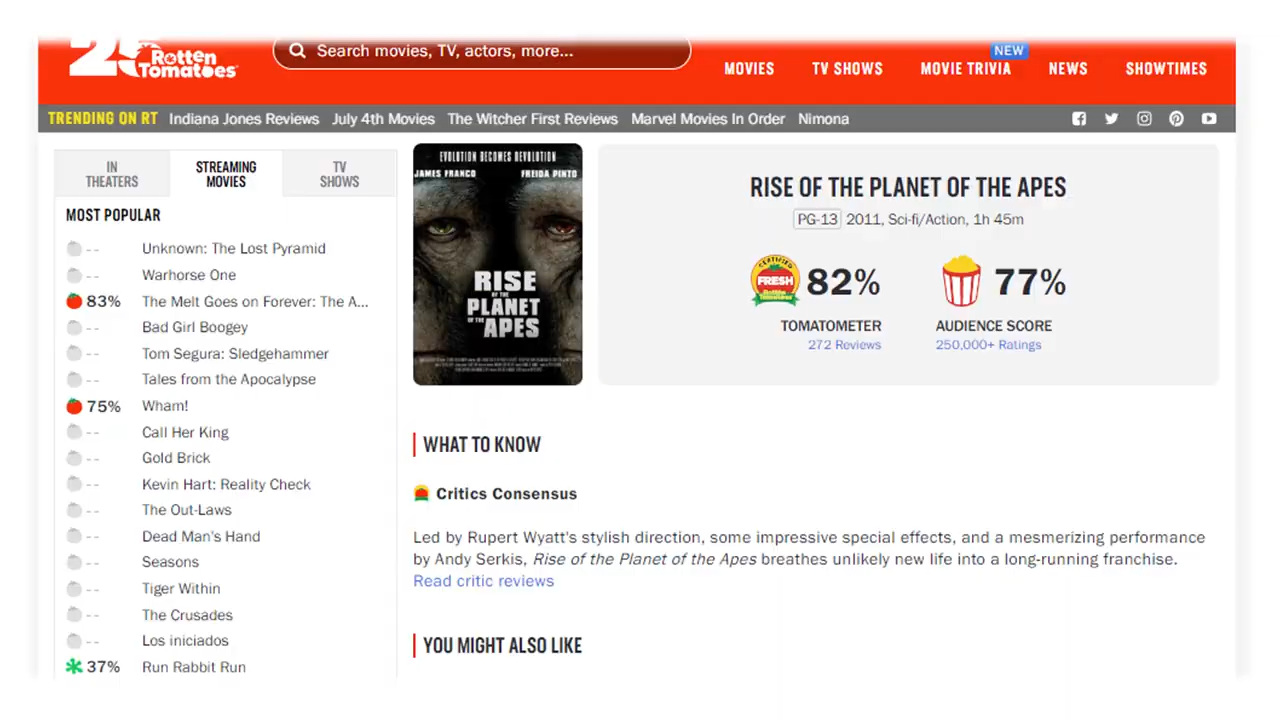 25
Rotten
Tomatoes
Search movies, TV, actors, more...
MOVIES
TV SHOWS
NEW
MOVIE TRIVIA
NEWS
SHOWTIMES
TRENDING ON RT
Indiana Jones Reviews
July 4th Movies
The Witcher First Reviews
Marvel Movies In Order
Nimona
IN
THEATERS
STREAMING
MOVIES
TV
SHOWS
MOST POPULAR
- - Unknown: The Lost Pyramid
- - Warhorse One
83% The Melt Goes on Forever: The A...
- - Bad Girl Boogey
- - Tom Segura: Sledgehammer
- - Tales from the Apocalypse
75% Wham!
- - Call Her King
- - Gold Brick
- - Kevin Hart: Reality Check
- - The Out-Laws
- - Dead Man's Hand
- - Seasons
- - Tiger Within
- - The Crusades
- - Los iniciados
37% Run Rabbit Run
EVOLUTION BECOMES REVOLUTION
JAMES FRANCO
FREIDA PINTO
RISE
OF THE
PLANET
OF THE APES
RISE OF THE PLANET OF THE APES
PG-13 2011, Sci-fi/Action, 1h 45m
CERTIFIED
FRESH
82%
TOMATOMETER
272 Reviews
77%
AUDIENCE SCORE
250,000+ Ratings
WHAT TO KNOW
Critics Consensus
Led by Rupert Wyatt's stylish direction, some impressive special effects, and a mesmerizing performance
by Andy Serkis, Rise of the Planet of the Apes breathes unlikely new life into a long-running franchise.
Read critic reviews
YOU MIGHT ALSO LIKE